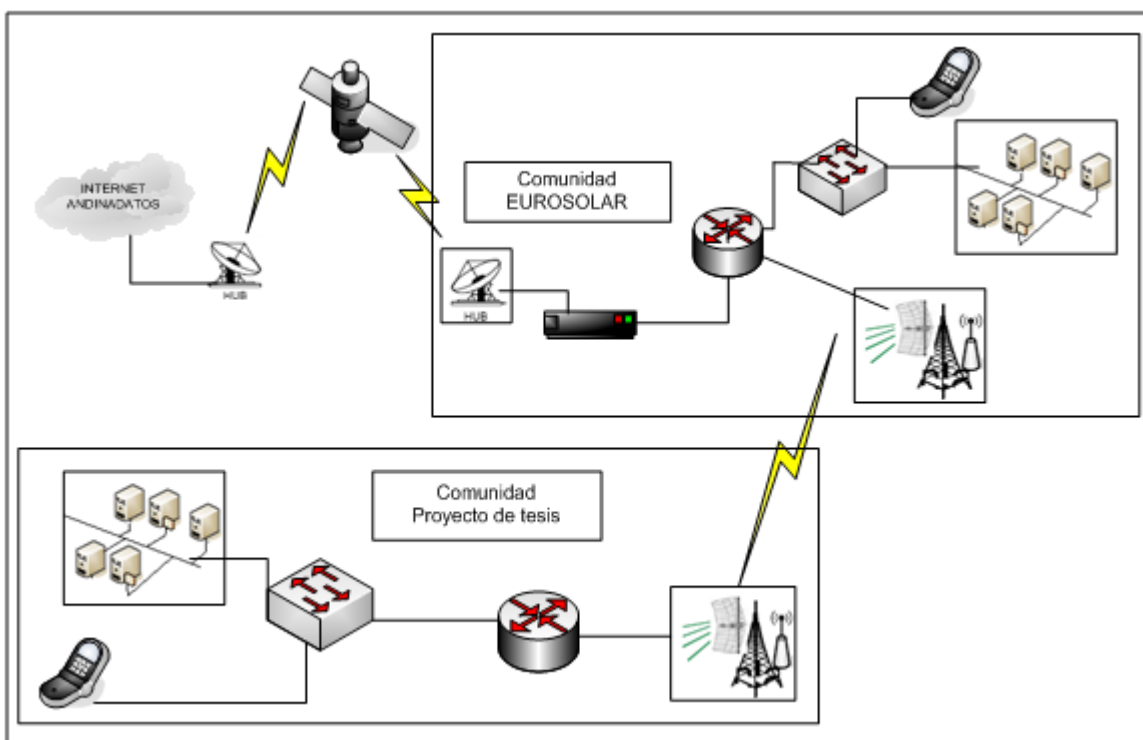 INTERNET
ANDINADATOS
HUB
Comunidad
EUROSOLAR
HUB
Comunidad
Proyecto de tesis